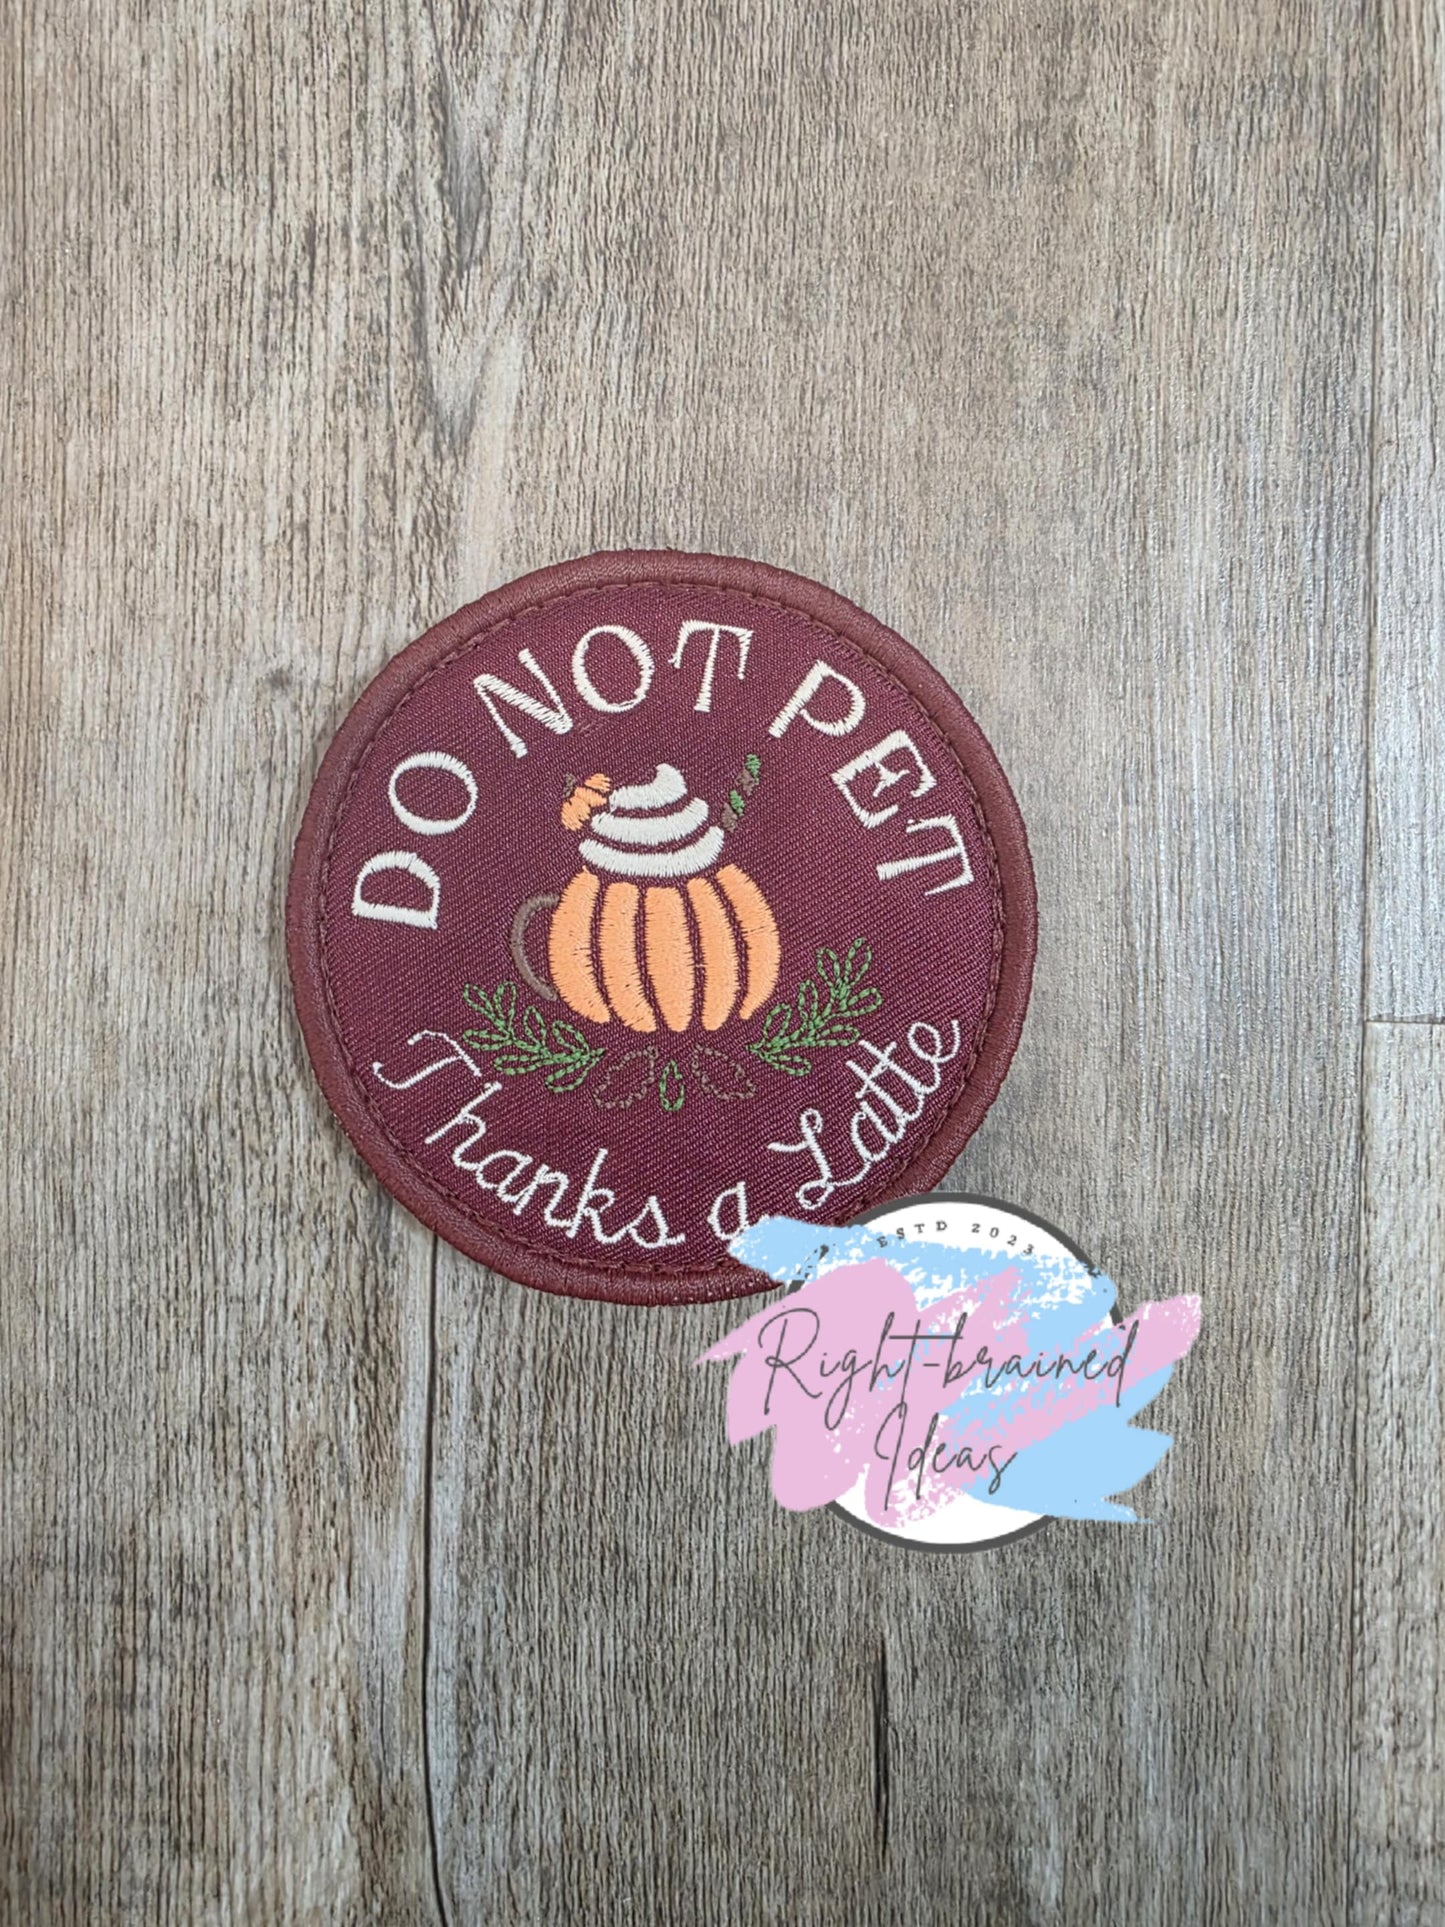 DO NOT PET
Thanks a Latte
ESTD 2023
Right-brained
Ideas